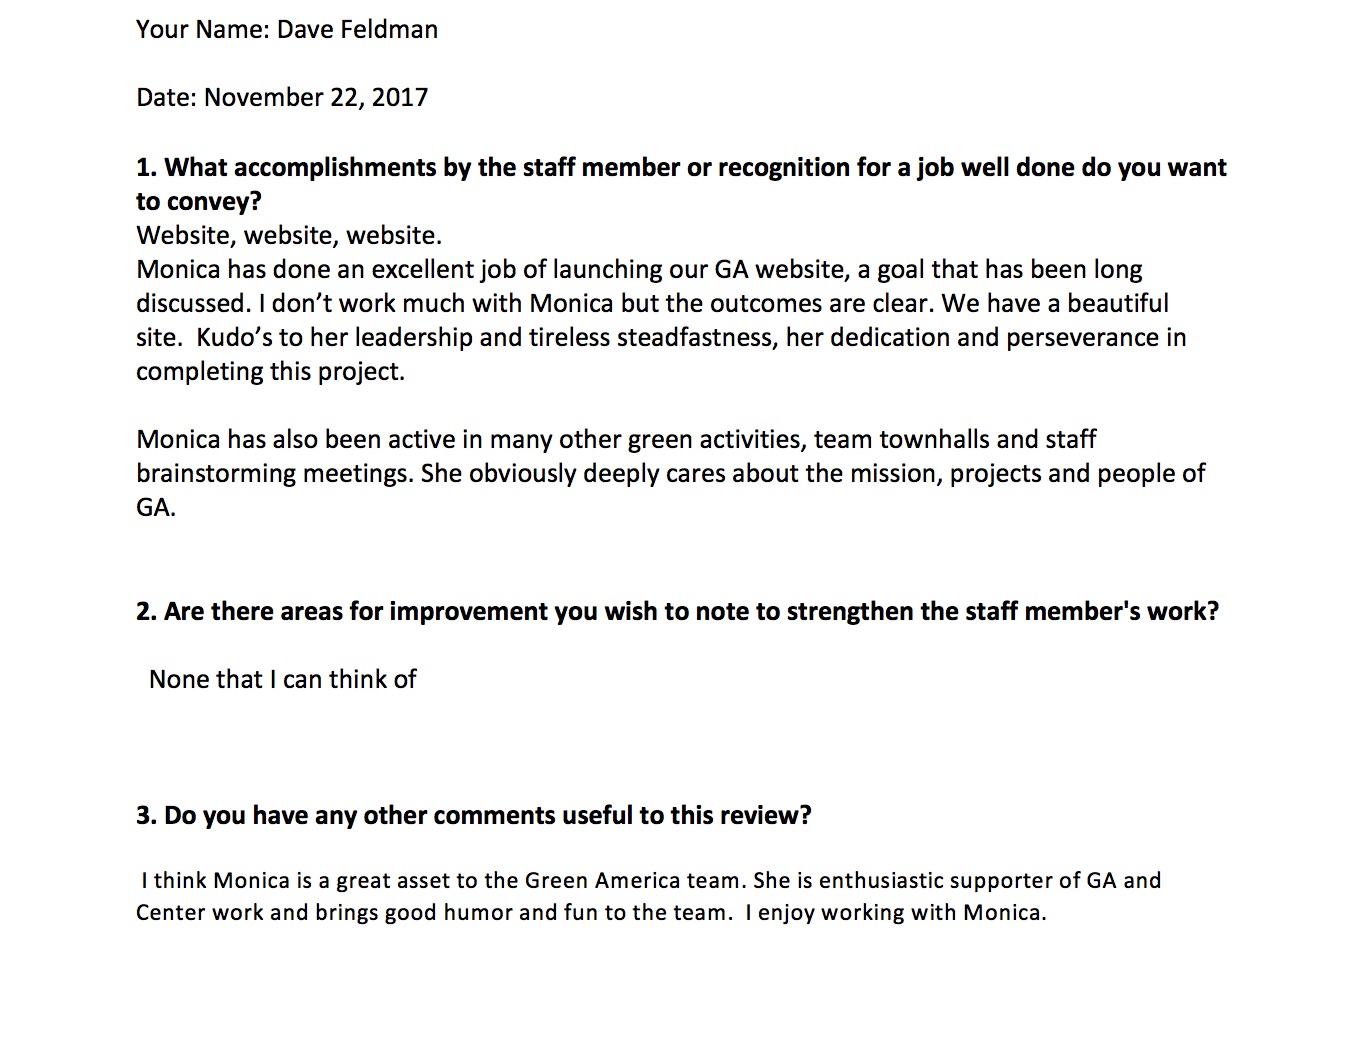 Your Name: Dave Feldman
Date: November 22, 2017
1. What accomplishments by the staff member or recognition for a job well done do you want
to convey?
Website, website, website.
Monica has done an excellent job of launching our GA website, a goal that has been long
discussed. I don’t work much with Monica but the outcomes are clear. We have a beautiful
site.  Kudo’s to her leadership and tireless steadfastness, her dedication and perseverance in
completing this project.
Monica has also been active in many other green activities, team townhalls and staff
brainstorming meetings. She obviously deeply cares about the mission, projects and people of
GA.
2. Are there areas for improvement you wish to note to strengthen the staff member's work?
None that I can think of
3. Do you have any other comments useful to this review?
I think Monica is a great asset to the Green America team. She is enthusiastic supporter of GA and
Center work and brings good humor and fun to the team.  I enjoy working with Monica.